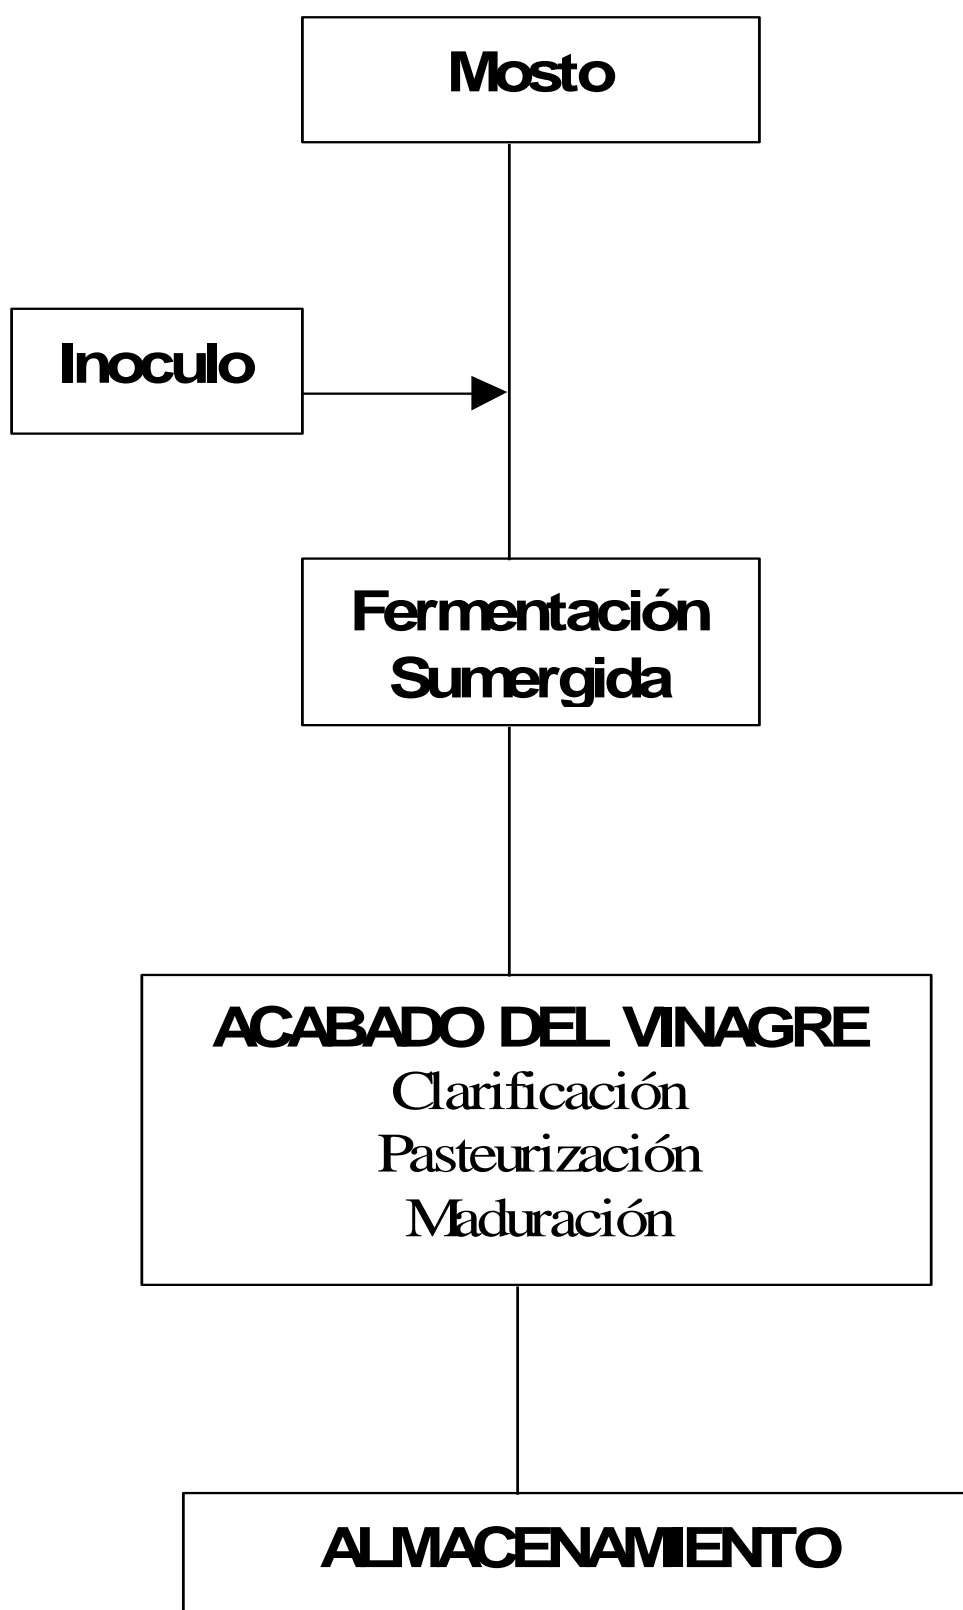 Mosto
Inoculo
Fermentación
Sumergida
ACABADO DEL VINAGRE
Clarificación
Pasteurización
Maduración
ALMACENAMIENTO